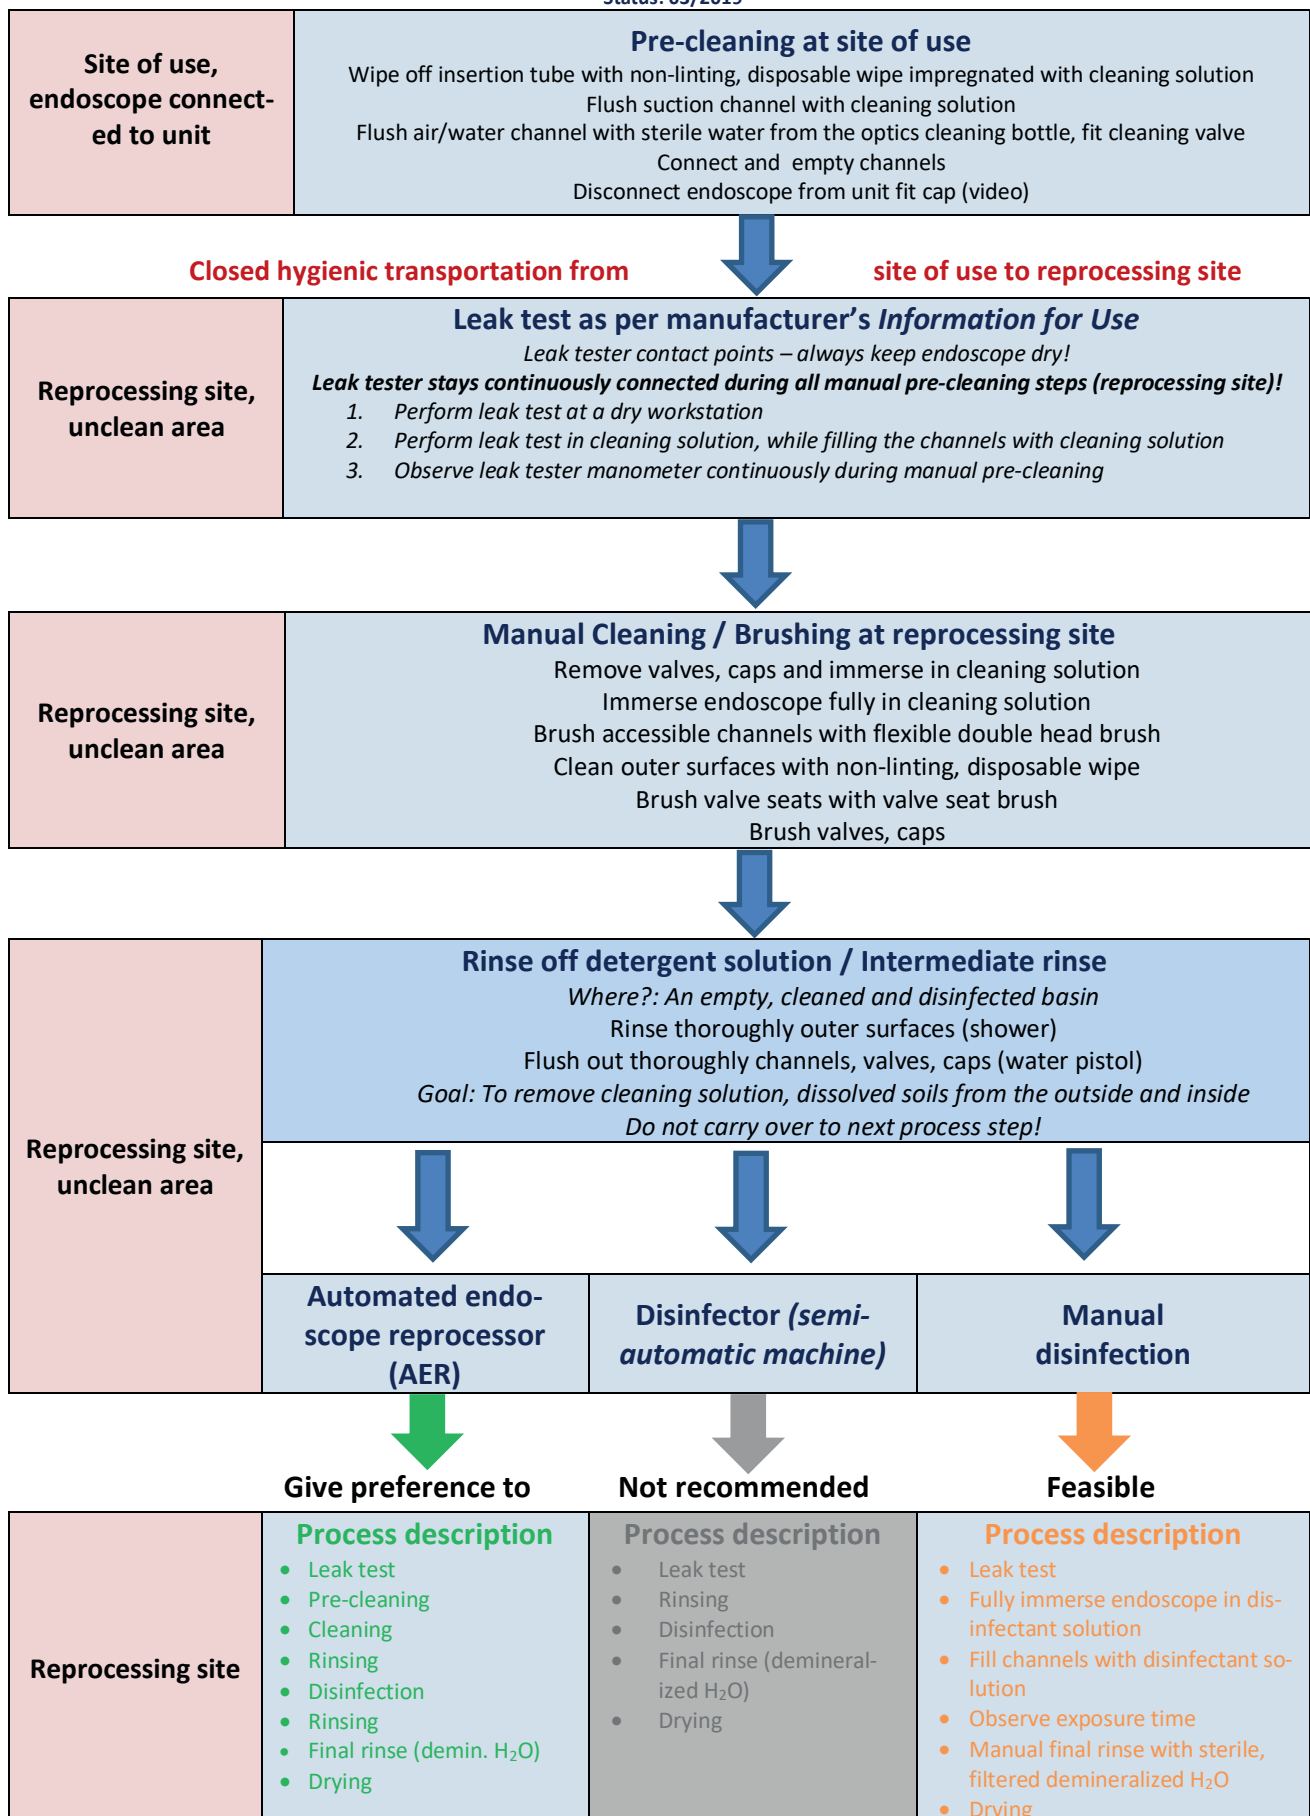 Status: 03/2019
Site of use,
endoscope connect-
ed to unit
Pre-cleaning at site of use
Wipe off insertion tube with non-linting, disposable wipe impregnated with cleaning solution
Flush suction channel with cleaning solution
Flush air/water channel with sterile water from the optics cleaning bottle, fit cleaning valve
Connect and empty channels
Disconnect endoscope from unit fit cap (video)
Closed hygienic transportation from site of use to reprocessing site
Reprocessing site,
unclean area
Leak test as per manufacturer’s Information for Use
Leak tester contact points – always keep endoscope dry!
Leak tester stays continuously connected during all manual pre-cleaning steps (reprocessing site)!
1. Perform leak test at a dry workstation
2. Perform leak test in cleaning solution, while filling the channels with cleaning solution
3. Observe leak tester manometer continuously during manual pre-cleaning
Reprocessing site,
unclean area
Manual Cleaning / Brushing at reprocessing site
Remove valves, caps and immerse in cleaning solution
Immerse endoscope fully in cleaning solution
Brush accessible channels with flexible double head brush
Clean outer surfaces with non-linting, disposable wipe
Brush valve seats with valve seat brush
Brush valves, caps
Reprocessing site,
unclean area
Rinse off detergent solution / Intermediate rinse
Where?: An empty, cleaned and disinfected basin
Rinse thoroughly outer surfaces (shower)
Flush out thoroughly channels, valves, caps (water pistol)
Goal: To remove cleaning solution, dissolved soils from the outside and inside
Do not carry over to next process step!
Automated endo-
scope reprocessor
(AER)
Disinfector (semi-
automatic machine)
Manual
disinfection
Give preference to
Not recommended
Feasible
Reprocessing site
Process description
• Leak test
• Pre-cleaning
• Cleaning
• Rinsing
• Disinfection
• Rinsing
• Final rinse (demin. H₂O)
• Drying
Process description
• Leak test
• Rinsing
• Disinfection
• Final rinse (demineral-
ized H₂O)
• Drying
Process description
• Leak test
• Fully immerse endoscope in dis-
infectant solution
• Fill channels with disinfectant so-
lution
• Observe exposure time
• Manual final rinse with sterile,
filtered demineralized H₂O
• Drying